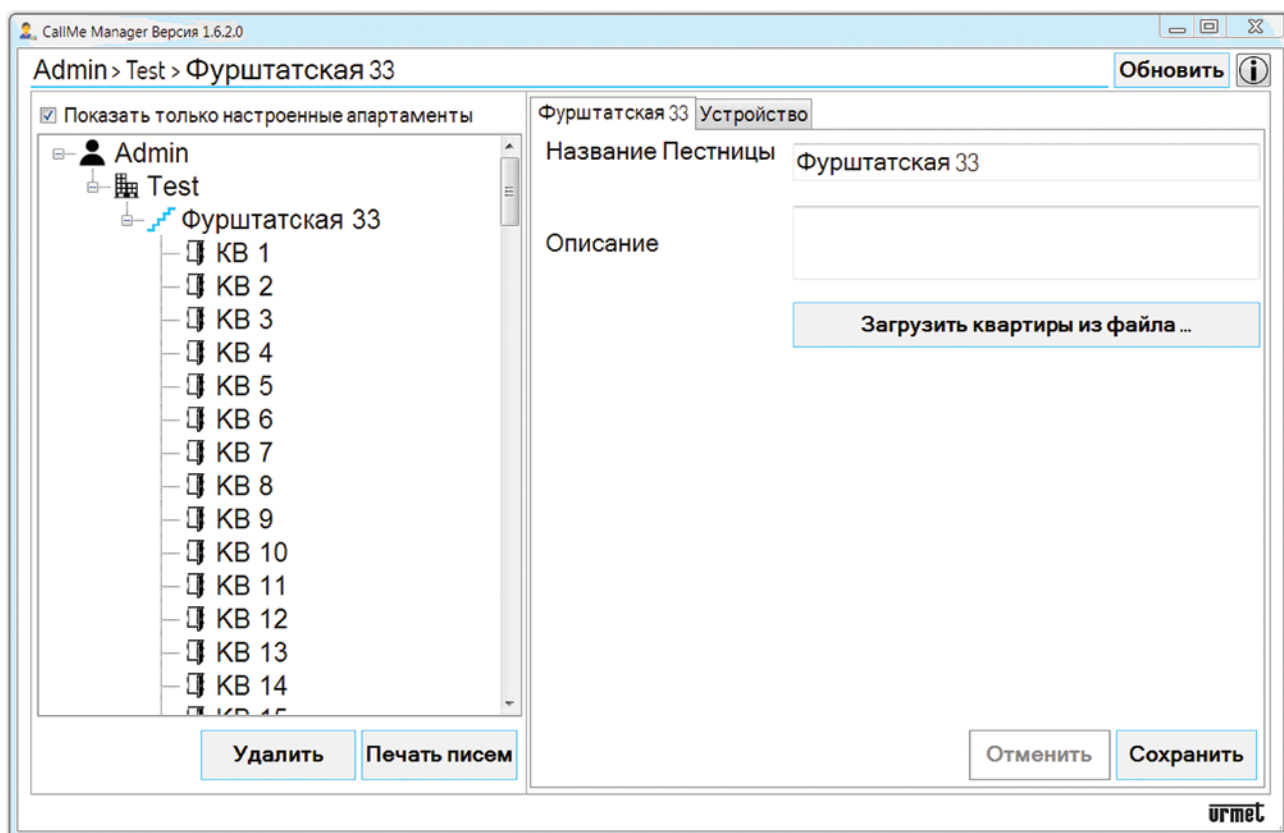 CallMe Manager Версия 1.6.2.0
Admin > Test > Фурштатская 33
Обновить
Показать только настроенные апартаменты
Admin
Test
Фурштатская 33
КВ 1
КВ 2
КВ 3
КВ 4
КВ 5
КВ 6
КВ 7
КВ 8
КВ 9
КВ 10
КВ 11
КВ 12
КВ 13
КВ 14
Удалить Печать писем
Фурштатская 33 Устройство
Название Пестницы Фурштатская 33
Описание
Загрузить квартиры из файла ...
Отменить Сохранить
urmet